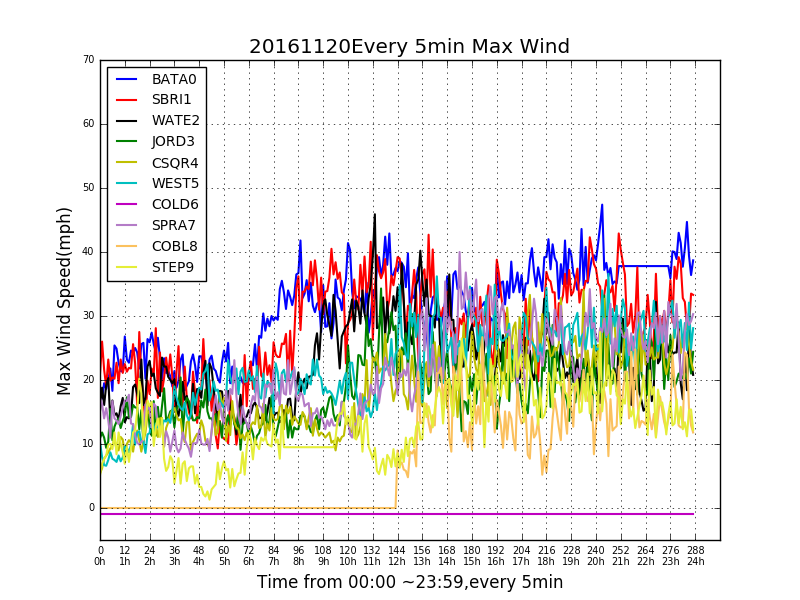 20161120Every 5min Max Wind
Max Wind Speed(mph)
70
60
50
40
30
20
10
0
BATA0
SBRI1
WATE2
JORD3
CSQR4
WEST5
COLD6
SPRA7
COBL8
STEP9
0 12 24 36 48 60 72 84 96 108 120 132 144 156 168 180 192 204 216 228 240 252 264 276 288
0h 1h 2h 3h 4h 5h 6h 7h 8h 9h 10h 11h 12h 13h 14h 15h 16h 17h 18h 19h 20h 21h 22h 23h 24h
Time from 00:00 ~23:59,every 5min